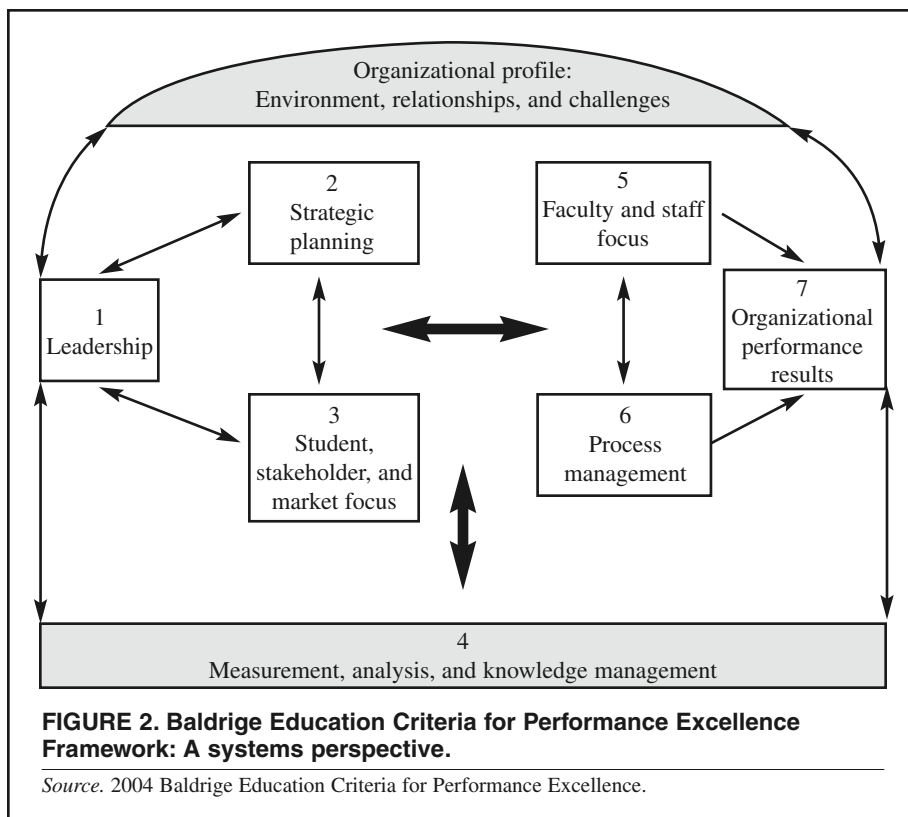 Organizational profile:
Environment, relationships, and challenges
2
Strategic
planning
5
Faculty and staff
focus
1
Leadership
7
Organizational
performance
results
3
Student,
stakeholder, and
market focus
6
Process
management
4
Measurement, analysis, and knowledge management
FIGURE 2. Baldrige Education Criteria for Performance Excellence
Framework: A systems perspective.
Source. 2004 Baldrige Education Criteria for Performance Excellence.